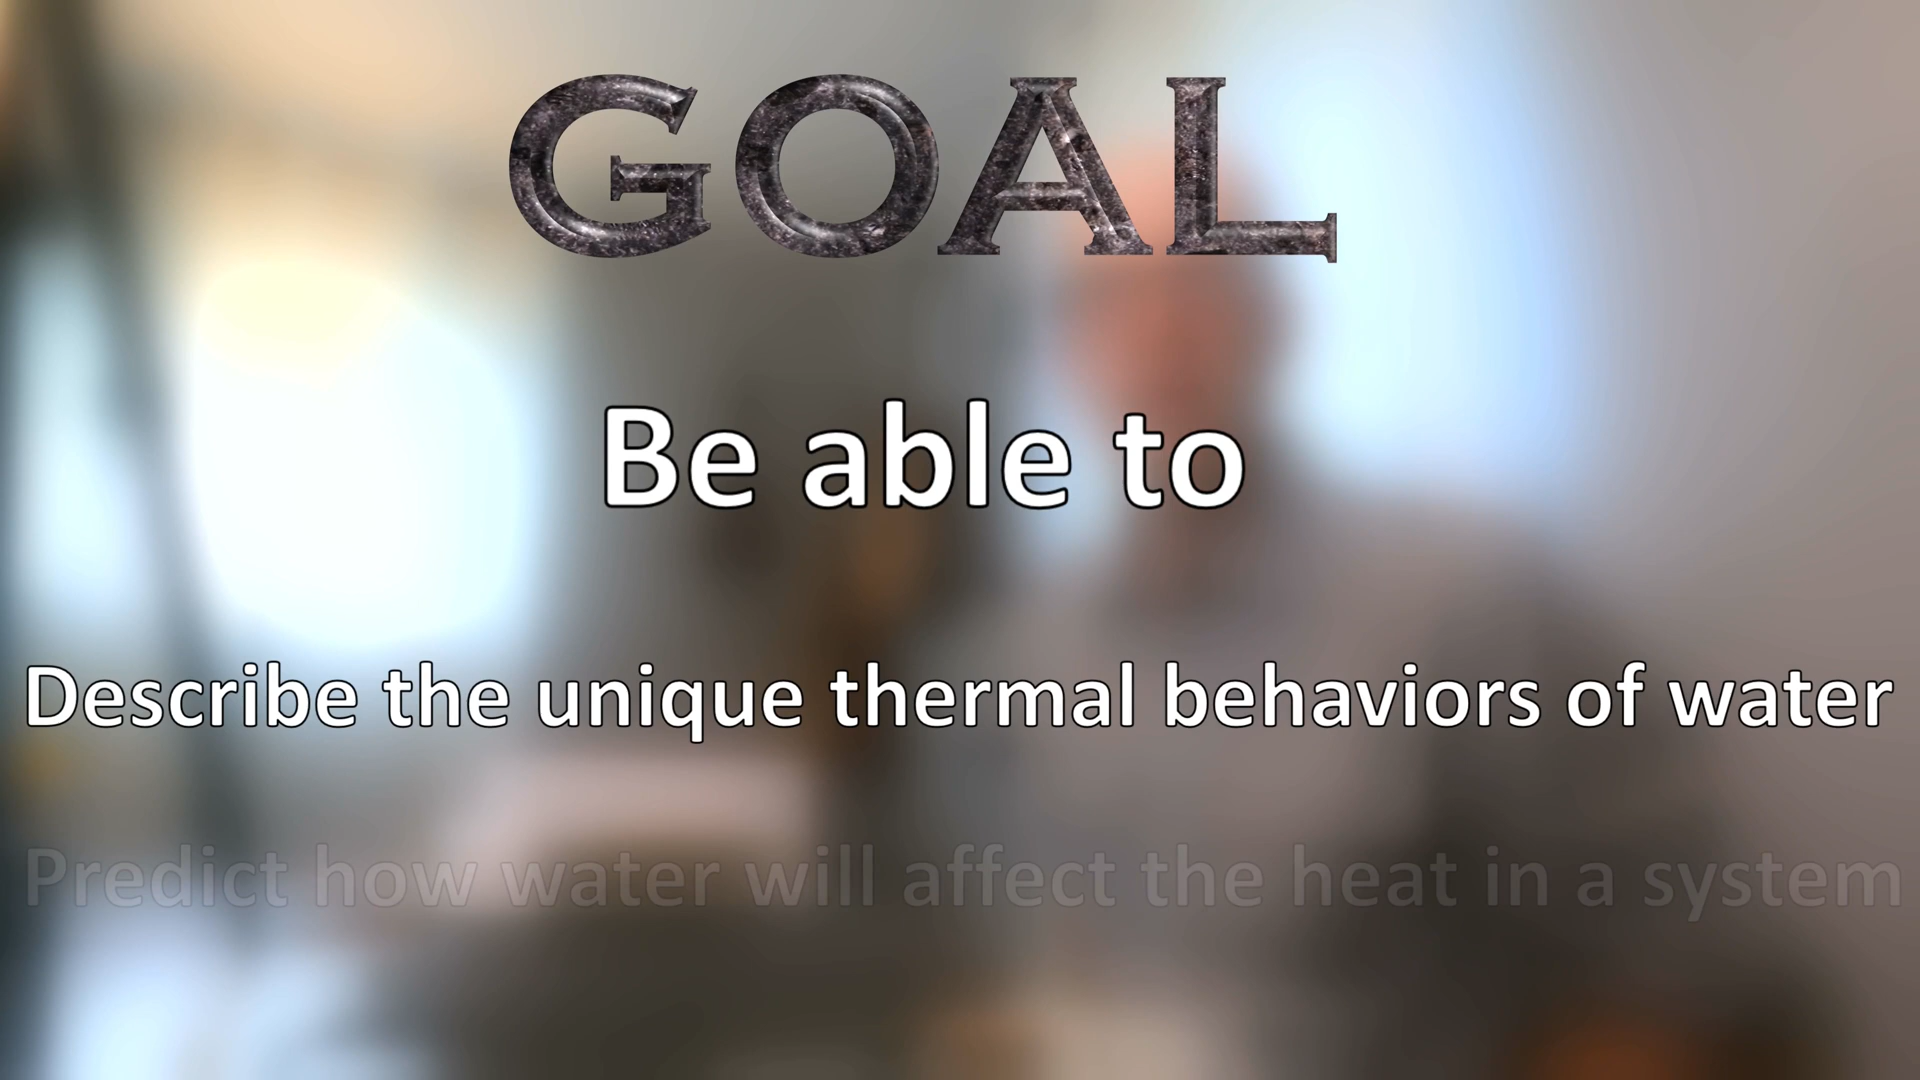 GOAL
Be able to
Describe the unique thermal behaviors of water
Predict how water will affect the heat in a system